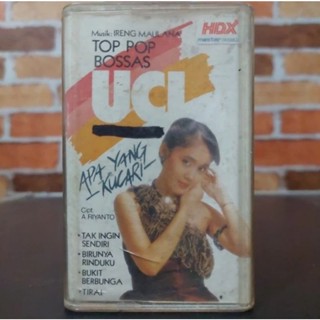 Musik: IRENG MAULANA
HDX
TOP POP
BOSSAS
UCI
APA YANG
KUCARI
Cipt.
A. RIYANTO
• TAK INGIN
SENDIRI
• BIRUNYA
RINDUKU
• BUKIT
BERBUNGA
• TIRAI